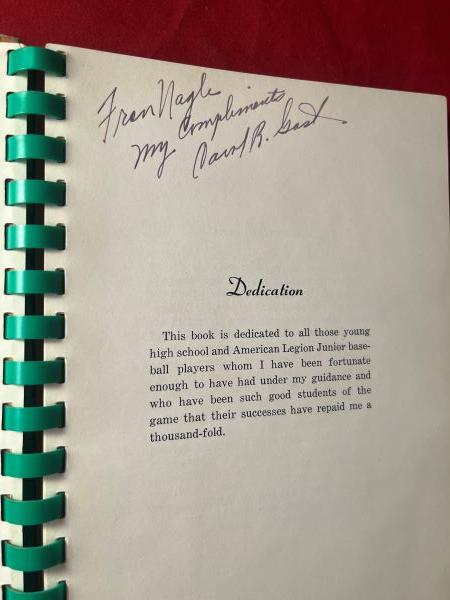 Fran Nagle
My Compliments
R. Gast
Dedication
This book is dedicated to all those young
high school and American Legion Junior base-
ball players whom I have been fortunate
enough to have had under my guidance and
who have been such good students of the
game that their successes have repaid me a
thousand-fold.